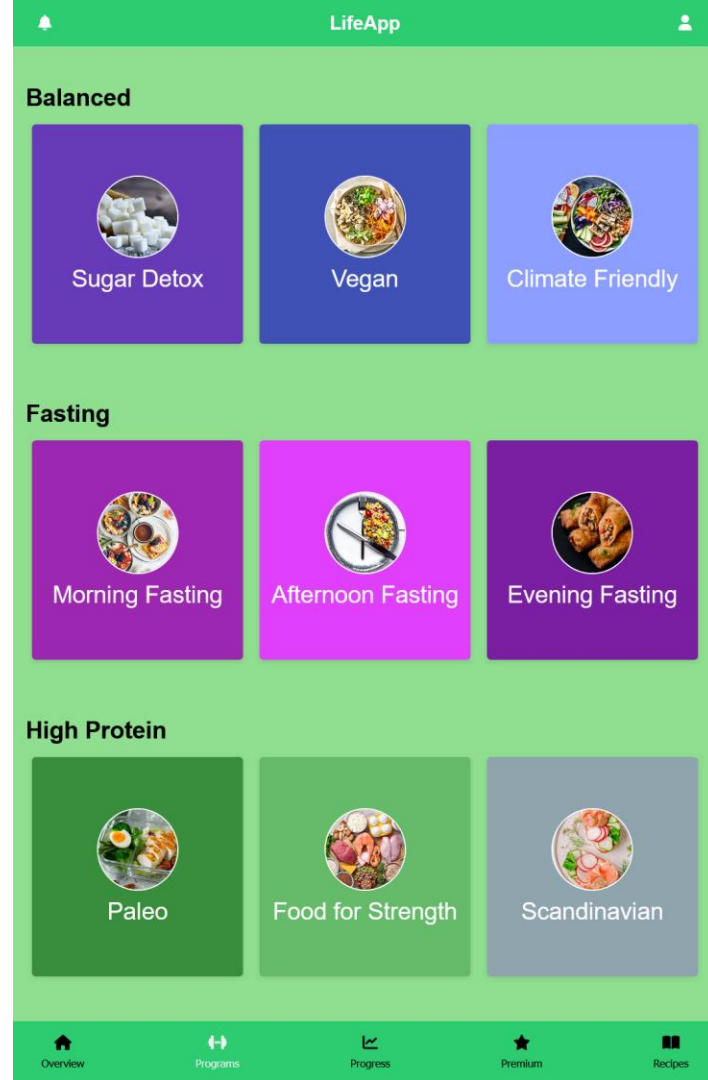 LifeApp
Balanced
Sugar Detox
Vegan
Climate Friendly
Fasting
Morning Fasting
Afternoon Fasting
Evening Fasting
High Protein
Paleo
Food for Strength
Scandinavian
Overview
Programs
Progress
Premium
Recipes